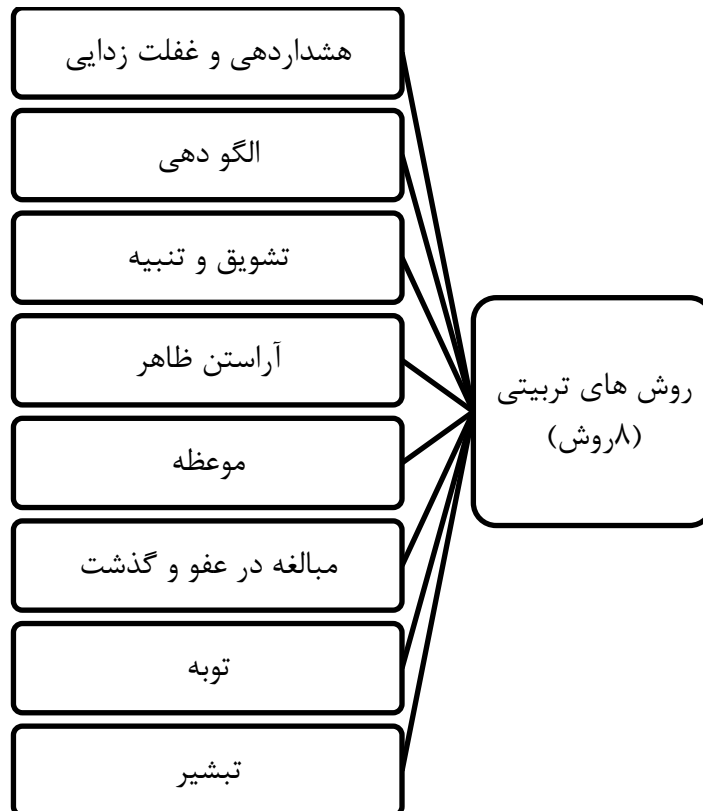 روش های تربیتی
(۸روش)
هشداردهی و غفلت زدایی
الگو دهی
تشویق و تنبیه
آراستن ظاهر
موعظه
مبالغه در عفو و گذشت
توبه
تبشیر